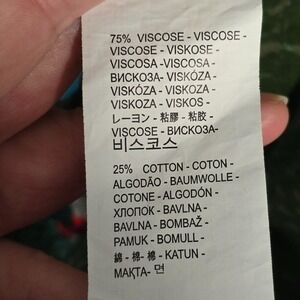 75% VISCOSE - VISCOSE -
VISCOSE - VISKOSE -
VISCOSA -VISCOSA -
ВИСКОЗА- VISKÓZA -
VISKÓZA - VISKOZA -
VISKOZA - VISKOS -
レーヨン - 粘膠 - 粘胶 -
VISCOSE - ВИСКОЗА-
비스코스
25% COTTON - COTON -
ALGODÃO - BAUMWOLLE -
COTONE - ALGODÓN -
ХЛОПОК - BAVLNA -
BAVLNA - BOMBAŽ -
PAMUK - BOMULL -
綿 - 棉- 棉 - KATUN -
МАҚТА- 면